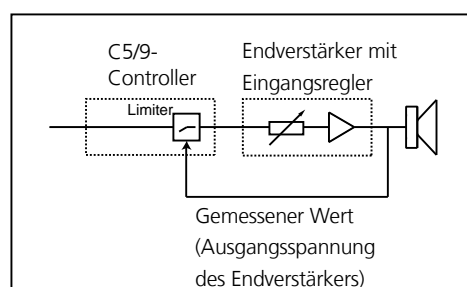 C5/9-
Controller
Endverstärker mit
Eingangsregler
Limiter
Gemessener Wert
(Ausgangsspannung
des Endverstärkers)